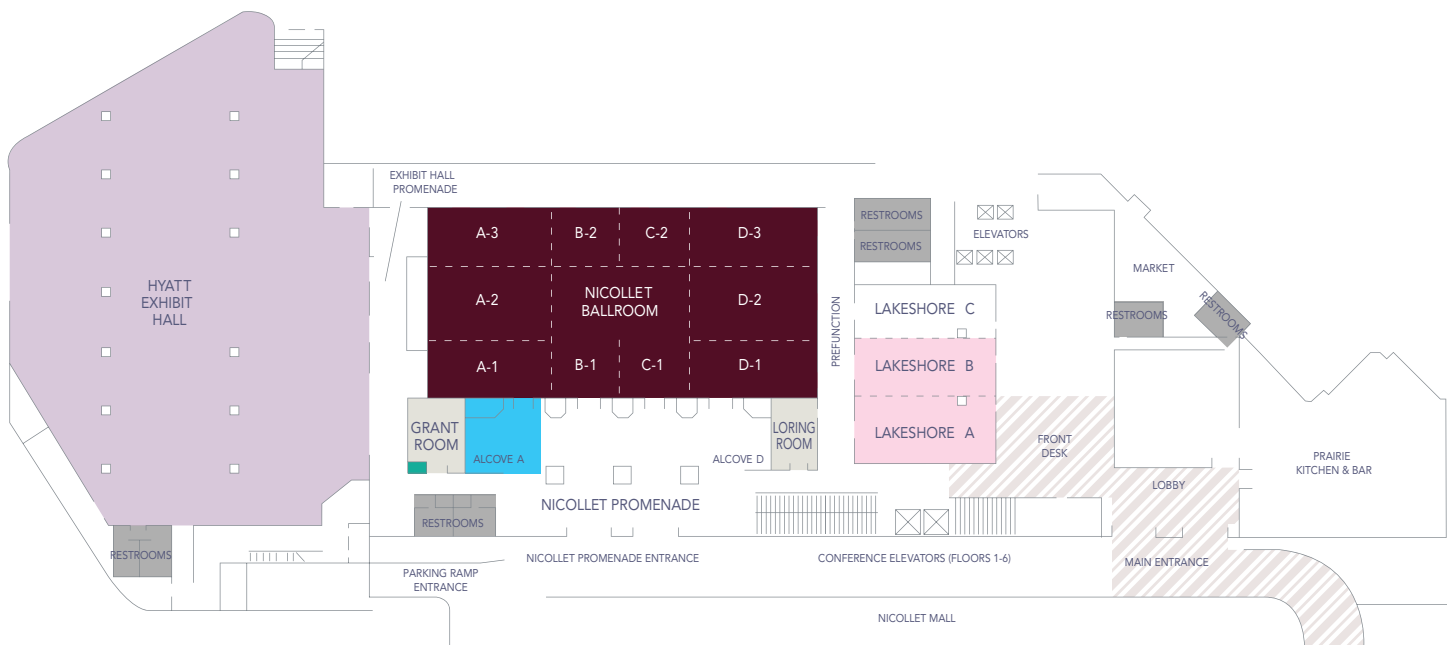 EXHIBIT HALL
PROMENADE
RESTROOMS
RESTROOMS
ELEVATORS
MARKET
A-3
B-2
C-2
D-3
HYATT
EXHIBIT
HALL
A-2
NICOLLET
BALLROOM
D-2
PREFUNCTION
LAKESHORE C
RESTROOMS
RESTROOMS
A-1
B-1
C-1
D-1
LAKESHORE B
GRANT
ROOM
ALCOVE A
ALCOVE D
LORING
ROOM
LAKESHORE A
FRONT
DESK
PRAIRIE
KITCHEN & BAR
LOBBY
NICOLLET PROMENADE
RESTROOMS
RESTROOMS
NICOLLET PROMENADE ENTRANCE
CONFERENCE ELEVATORS (FLOORS 1-6)
MAIN ENTRANCE
PARKING RAMP
ENTRANCE
NICOLLET MALL